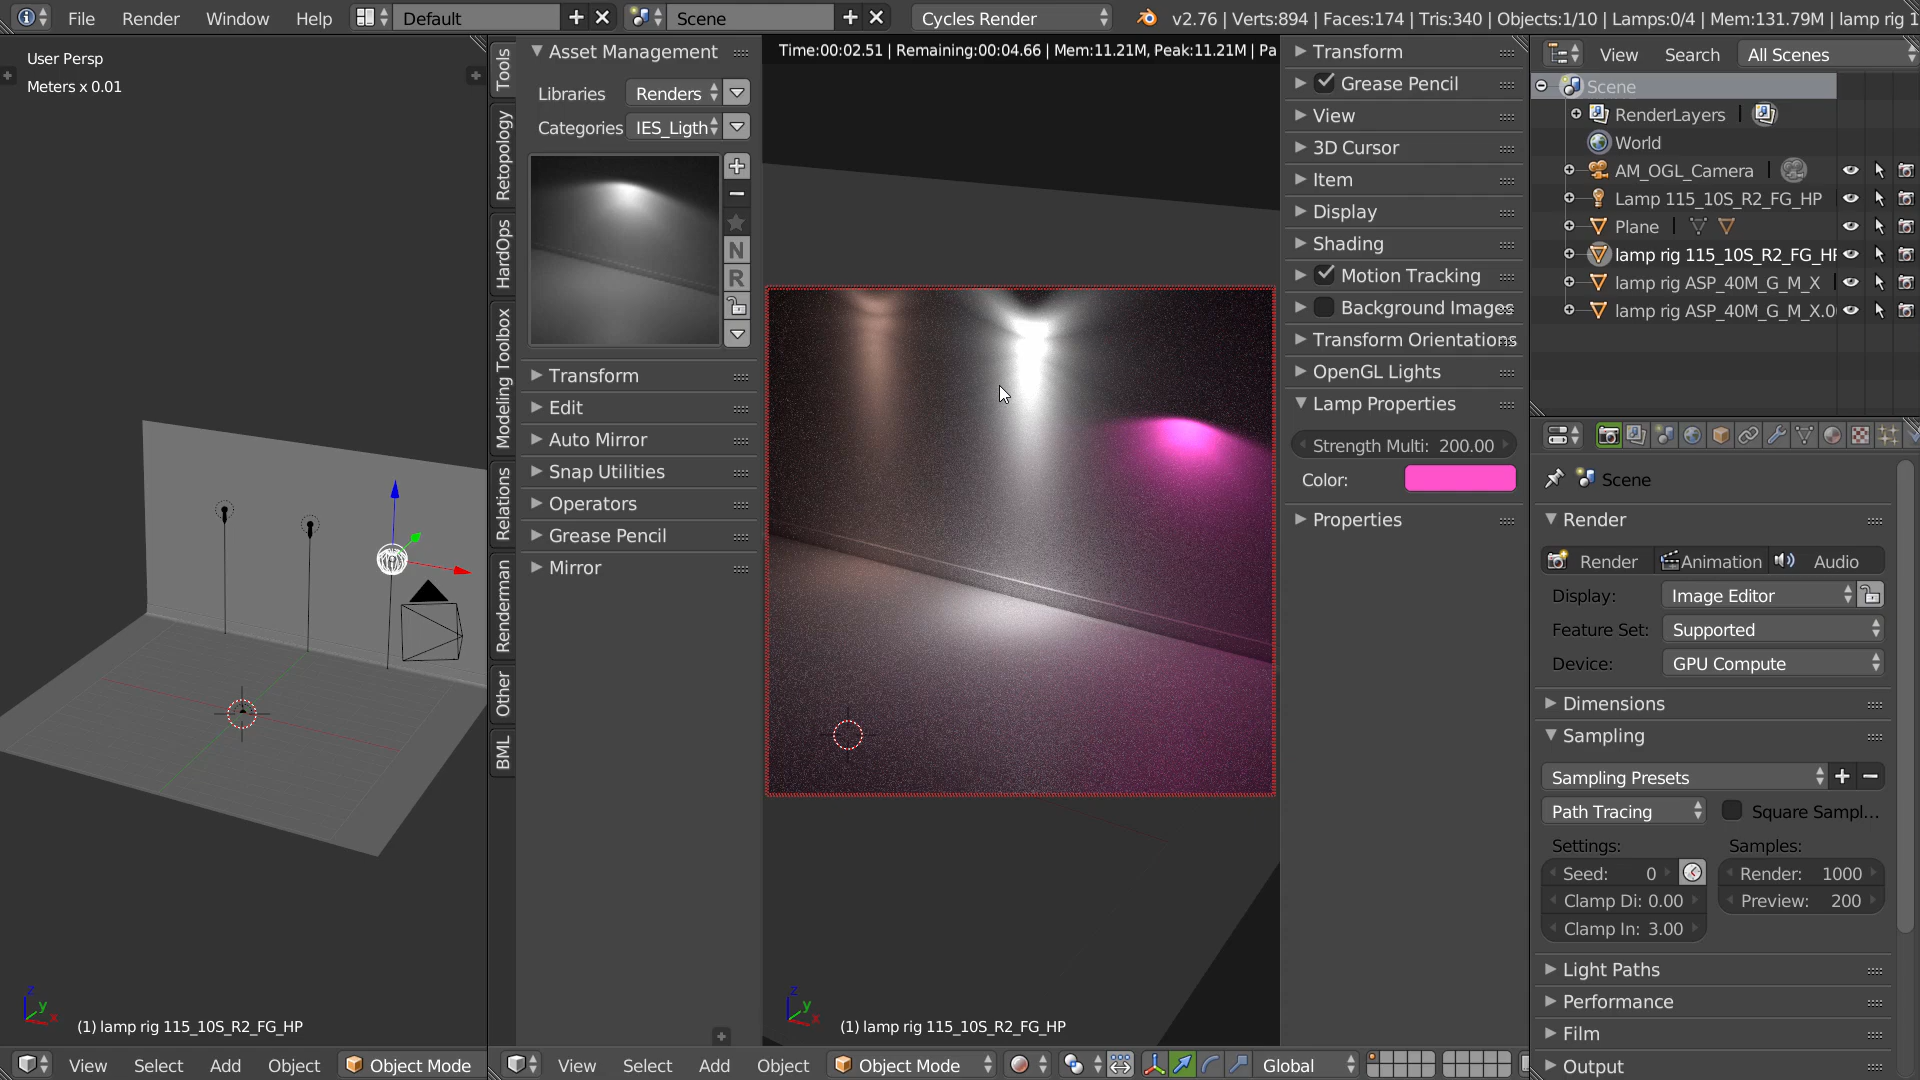 File Render Window Help Default Scene Cycles Render v2.76 | Verts:894 | Faces:174 | Tris:340 | Objects:1/10 | Lamps:0/4 | Mem:131.79M | lamp rig 1
User Persp
Meters x 0.01
(1) lamp rig 115_10S_R2_FG_HP
View Select Add Object Object Mode
Tools
Retopology
HardOps
Modeling Toolbox
Relations
Renderman
Other
BML
Asset Management
Libraries Renders
Categories IES_Ligth
N
R
Transform
Edit
Auto Mirror
Snap Utilities
Operators
Grease Pencil
Mirror
Time:00:02.51 | Remaining:00:04.66 | Mem:11.21M, Peak:11.21M | Pa
(1) lamp rig 115_10S_R2_FG_HP
View Select Add Object Object Mode Global
Transform
Grease Pencil
View
3D Cursor
Item
Display
Shading
Motion Tracking
Background Images
Transform Orientations
OpenGL Lights
Lamp Properties
Strength Multi: 200.00
Color:
Properties
View Search All Scenes
Scene
RenderLayers |
World
AM_OGL_Camera |
Lamp 115_10S_R2_FG_HP
Plane |
lamp rig 115_10S_R2_FG_HP
lamp rig ASP_40M_G_M_X
lamp rig ASP_40M_G_M_X.0
Scene
Render
Render Animation Audio
Display: Image Editor
Feature Set: Supported
Device: GPU Compute
Dimensions
Sampling
Sampling Presets
Path Tracing Square Sampl...
Settings: Samples:
Seed: 0 Render: 1000
Clamp Di: 0.00 Preview: 200
Clamp In: 3.00
Light Paths
Performance
Film
Output
z
y
x
z
y
x